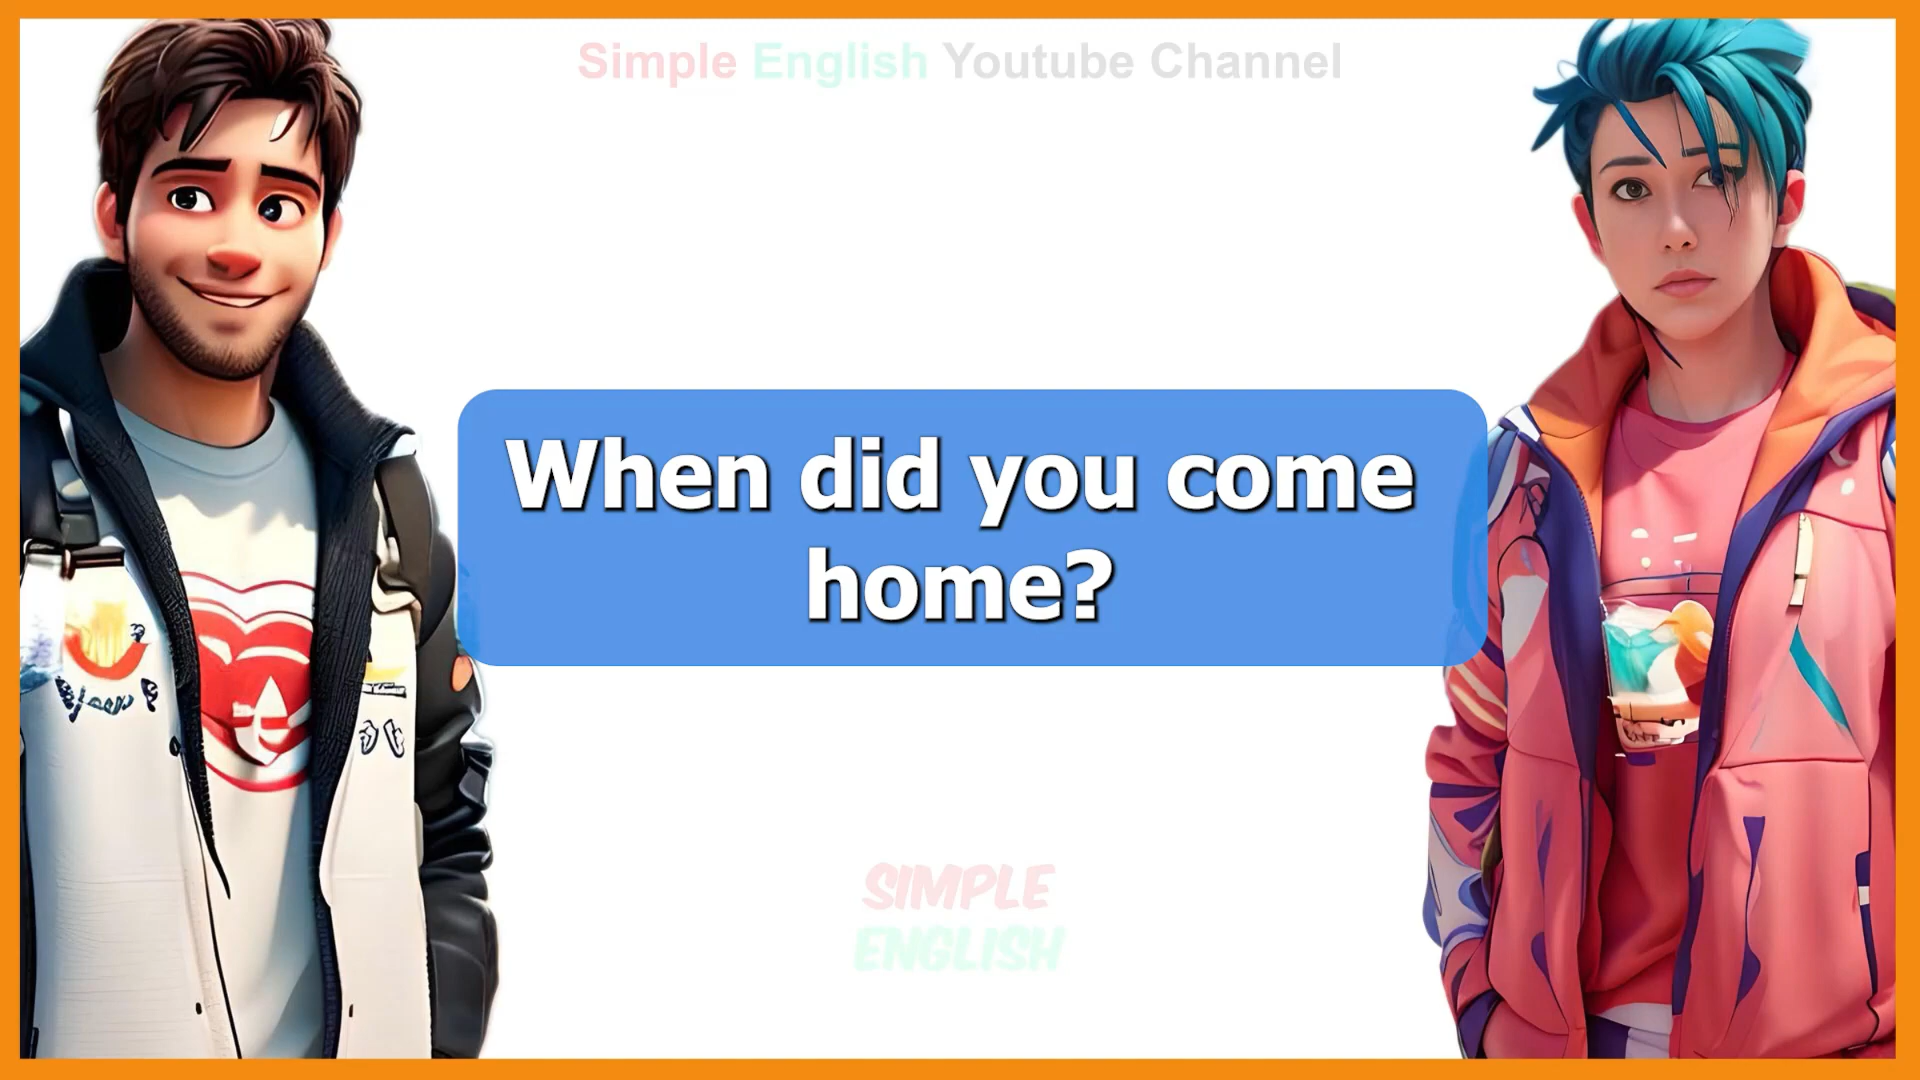 Simple English Youtube Channel
When did you come
home?
SIMPLE
ENGLISH